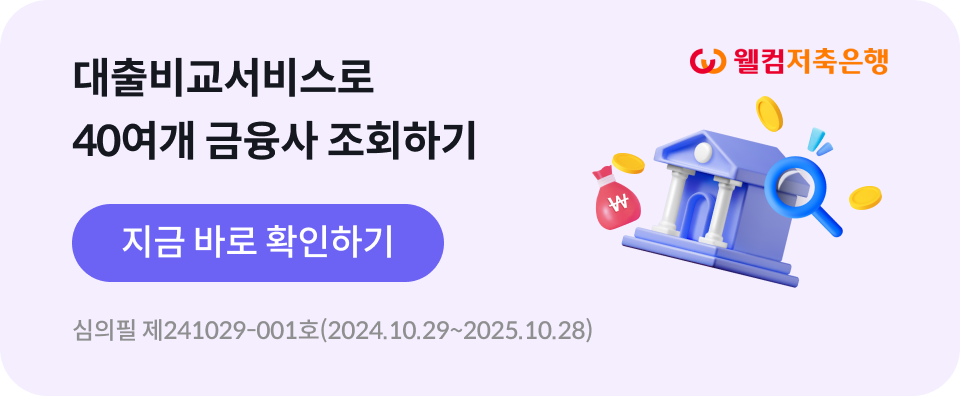 웰컴저축은행
대출비교서비스로
40여개 금융사 조회하기
₩
지금 바로 확인하기
심의필 제241029-001호(2024.10.29~2025.10.28)